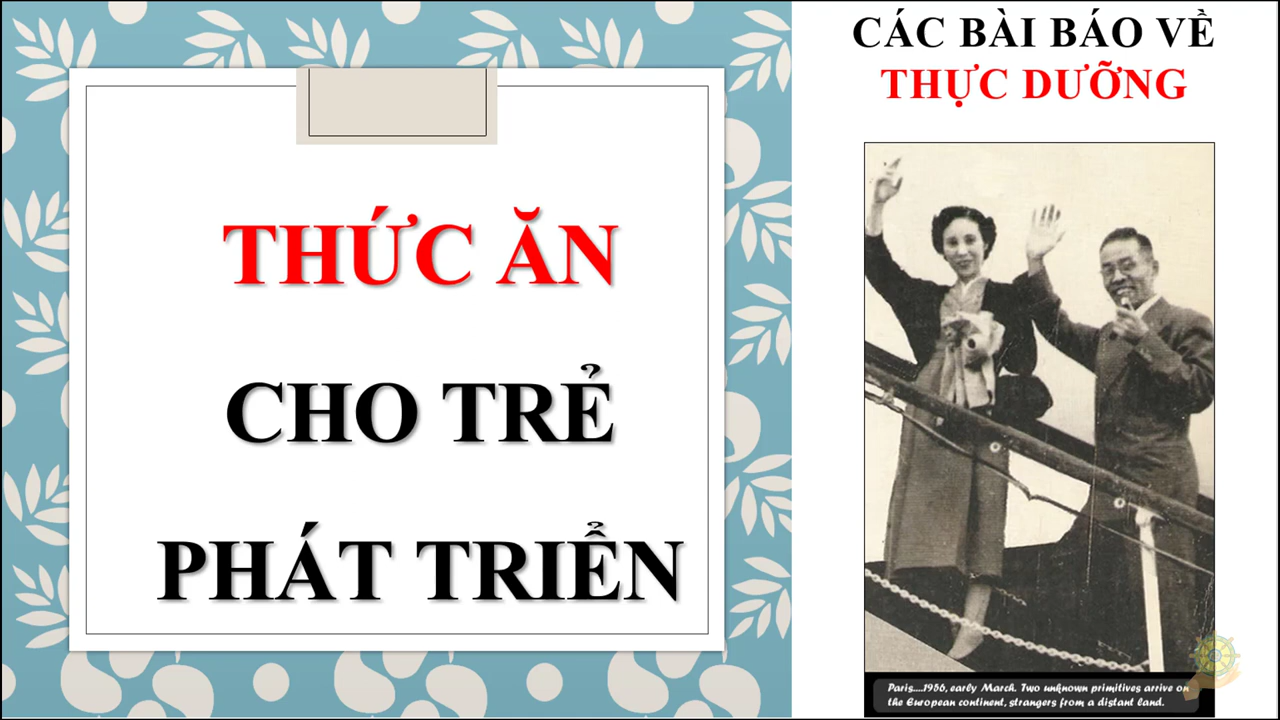 THỨC ĂN
CHO TRẺ
PHÁT TRIỂN
CÁC BÀI BÁO VỀ
THỰC DƯỠNG
Paris....1956, early March. Two unknown primitives arrive on
the European continent, strangers from a distant land.